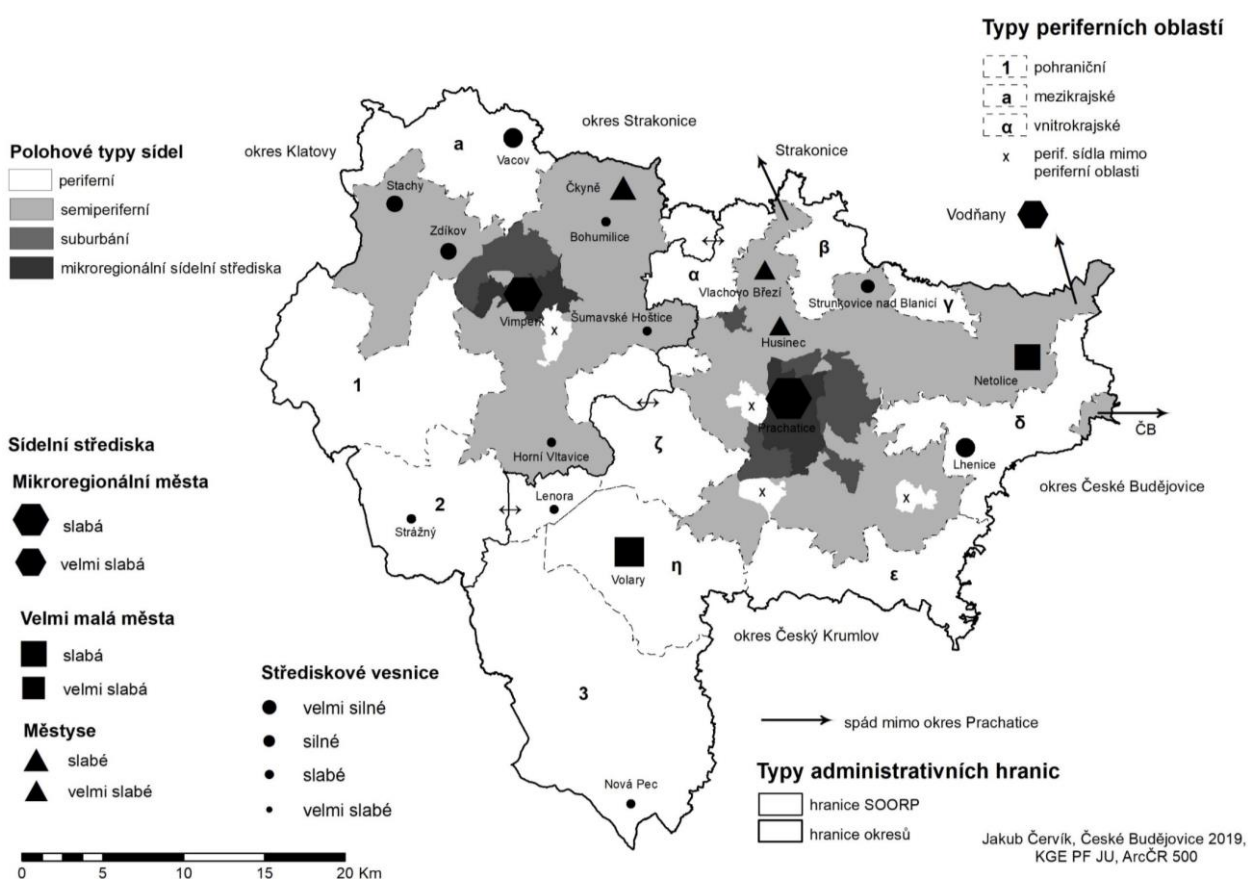 Typy periferních oblastí
1 pohraniční
a mezikrajské
α vnitrokrajské
x perif. sídla mimo
periferní oblasti
Polohové typy sídel
periferní
semiperiferní
suburbání
mikroregionální sídelní střediska
Sídelní střediska
Mikroregionální města
slabá
velmi slabá
Velmi malá města
slabá
velmi slabá
Městyse
slabé
velmi slabé
Střediskové vesnice
velmi silné
silné
slabé
velmi slabé
okres Klatovy
okres Strakonice
Strakonice
Vodňany
a
Vacov
Stachy
Čkyně
Zdíkov
Bohumilice
α
β
Vlachovo Březí
Strunkovice nad Blanicí
γ
Vimperk
x
Šumavské Hoštice
Husinec
Netolice
1
x
Prachatice
δ
ČB
ζ
Horní Vltavice
Lhenice
okres České Budějovice
2
Strážný
Lenora
x
x
Volary
η
ε
okres Český Krumlov
3
Nová Pec
spád mimo okres Prachatice
Typy administrativních hranic
hranice SOORP
hranice okresů
Jakub Červík, České Budějovice 2019,
KGE PF JU, ArcČR 500
0 5 10 20 Km